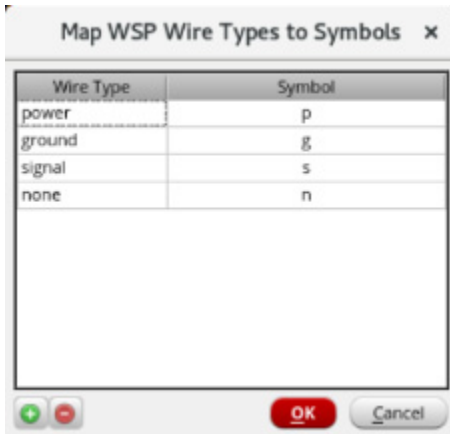 Map WSP Wire Types to Symbols ×
Wire Type Symbol
power p
ground g
signal s
none n
OK Cancel